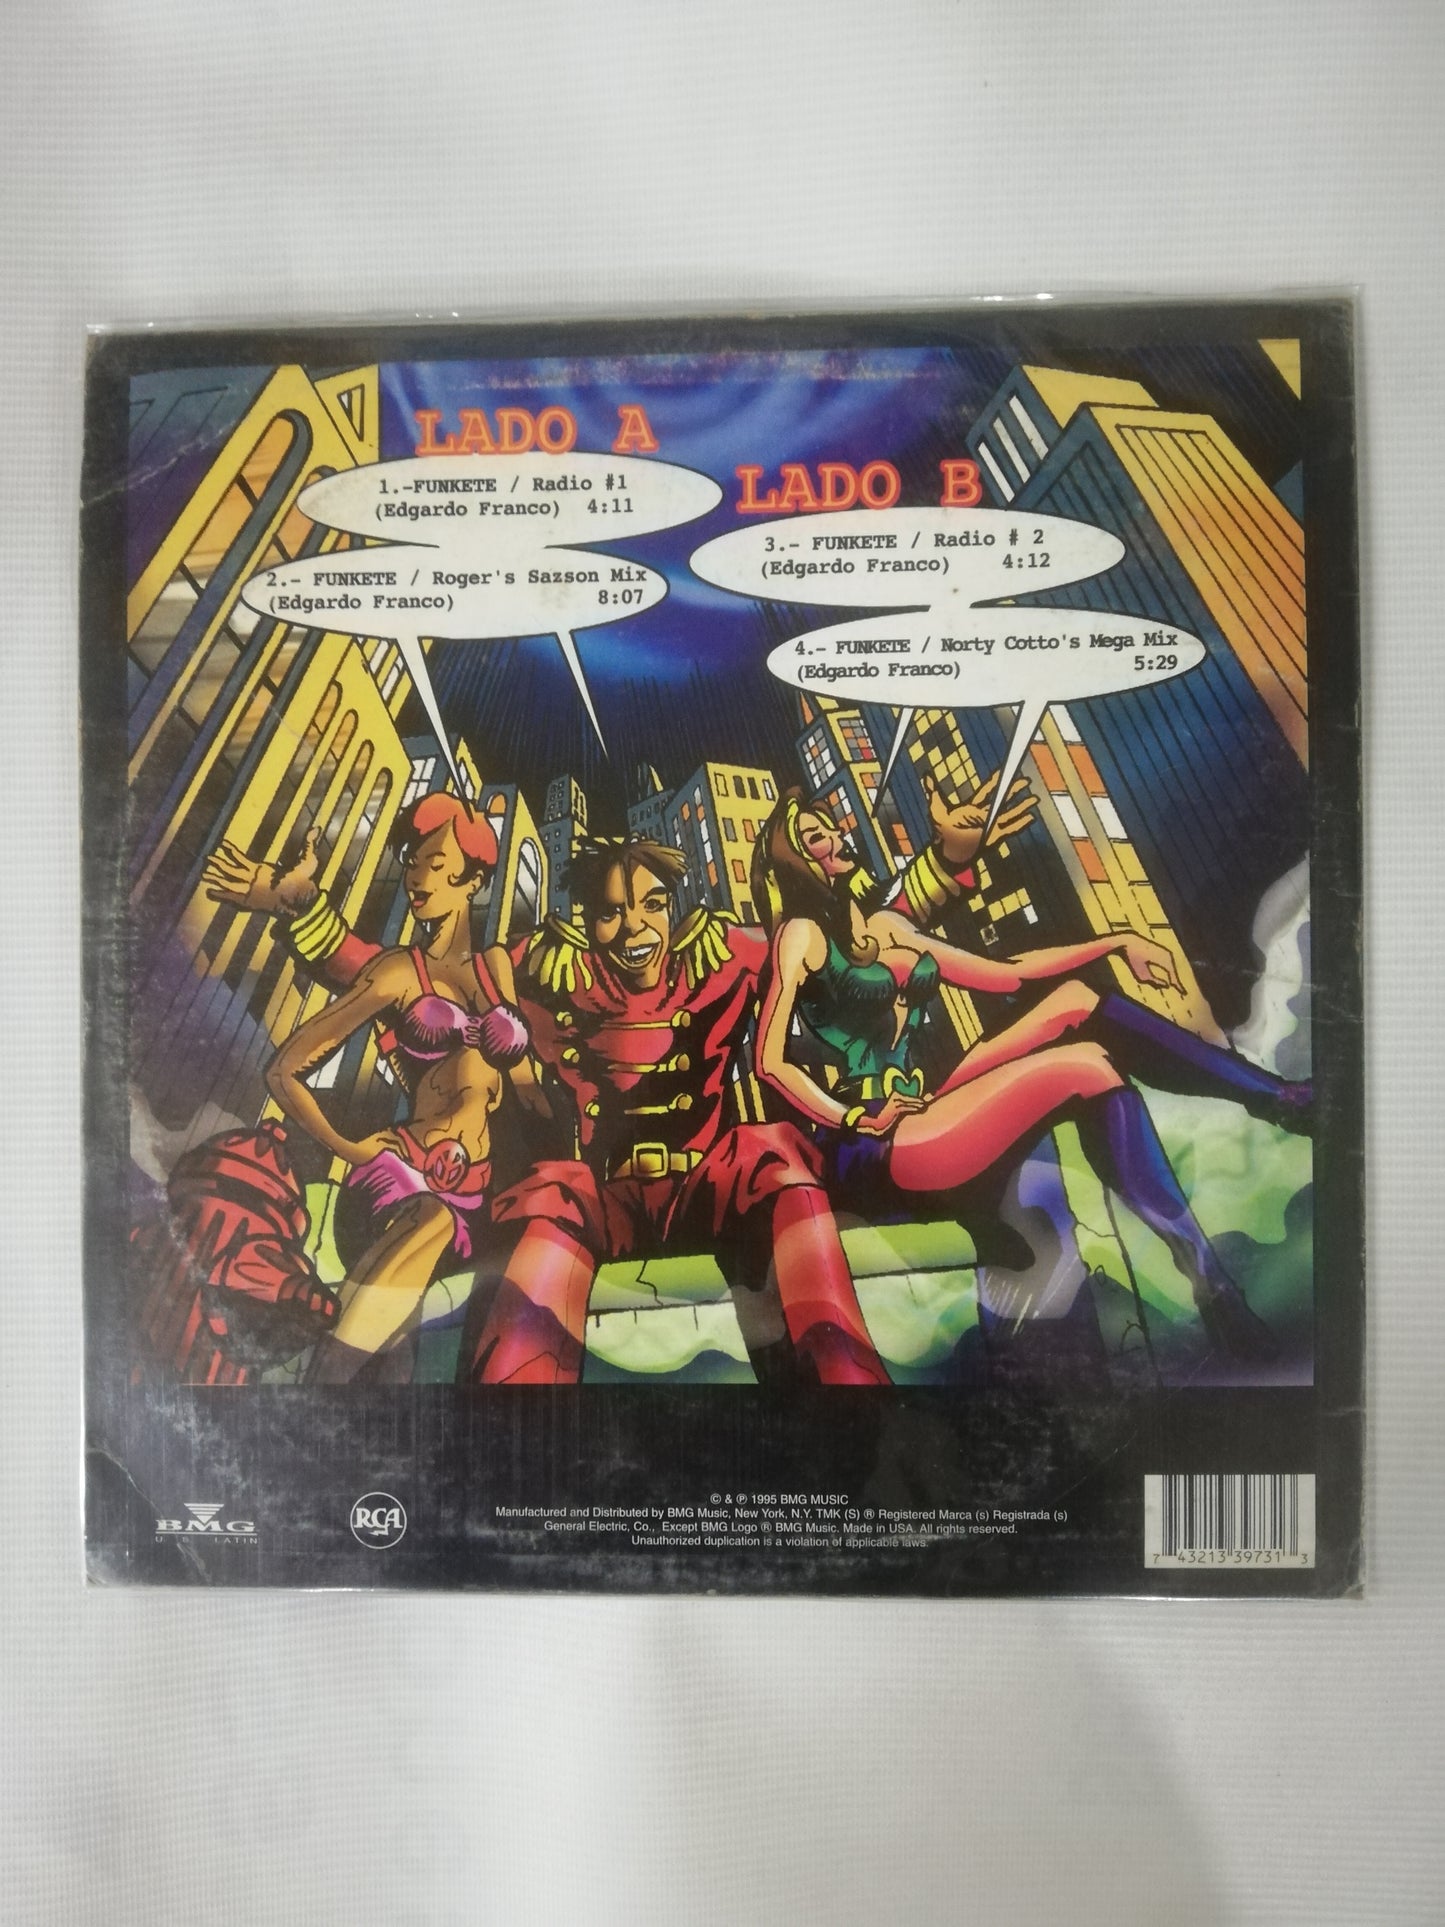 LADO A
1.-FUNKETE / Radio #1
(Edgardo Franco) 4:11
2.- FUNKETE / Roger's Sazson Mix
(Edgardo Franco) 8:07
LADO B
3.- FUNKETE / Radio # 2
(Edgardo Franco) 4:12
4.- FUNKETE / Norty Cotto's Mega Mix
(Edgardo Franco) 5:29
BMG
U.S. LATIN
RCA
© & ℗ 1995 BMG MUSIC
Manufactured and Distributed by BMG Music, New York, N.Y. TMK (S) ® Registered Marca (s) Registrada (s)
General Electric, Co., Except BMG Logo ® BMG Music. Made in USA. All rights reserved.
Unauthorized duplication is a violation of applicable laws.
7 43213 39731 3